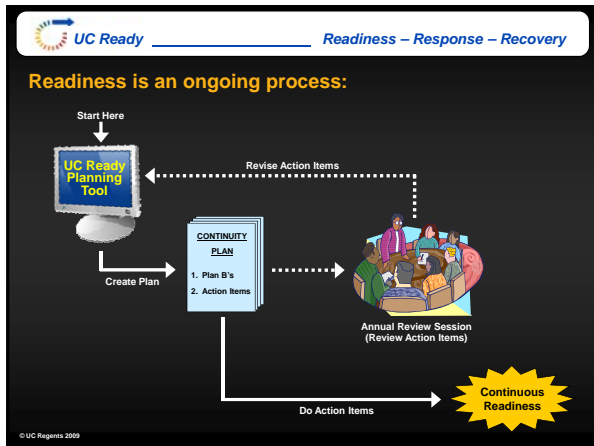 UC Ready ____________________ Readiness – Response – Recovery
Readiness is an ongoing process:
Start Here
UC Ready
Planning
Tool
Revise Action Items
CONTINUITY
PLAN
1. Plan B's
2. Action Items
Create Plan
Annual Review Session
(Review Action Items)
Do Action Items
Continuous
Readiness
© UC Regents 2009